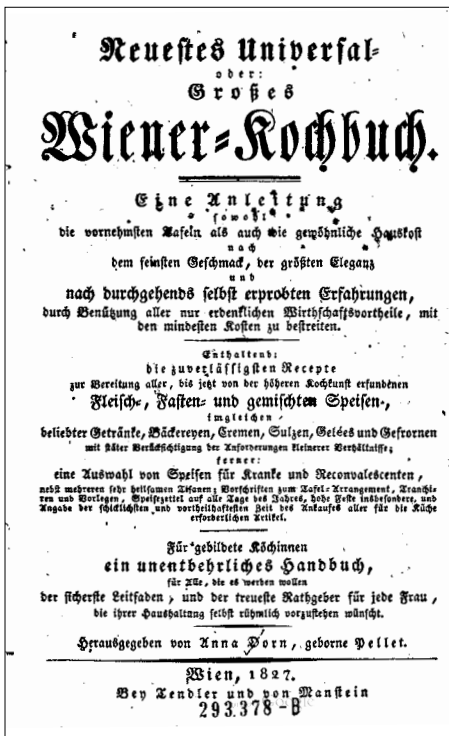 Neuestes Universal-
oder:
Großes
Wiener-Kochbuch.
Eine Anleitung
sowohl
die vornehmsten Tafeln als auch die gewöhnliche Hauskost
nach
dem feinsten Geschmack, der größten Eleganz
und
nach durchgehends selbst erprobten Erfahrungen,
durch Benützung aller nur erdenklichen Wirthschaftsvortheile, mit
den mindesten Kosten zu bestreiten.
Enthaltend:
die zuverlässigsten Recepte
zur Bereitung aller, bis jetzt von der höheren Kochkunst erfundenen
Fleisch-, Fasten- und gemischten Speisen,
imgleichen
beliebter Getränke, Bäckereyen, Cremen, Sulzen, Gelées und Gefrornen
mit stäter Berücksichtigung der Anforderungen kleinerer Verhältnisse;
ferner:
eine Auswahl von Speisen für Kranke und Reconvalescenten,
nebst mehreren sehr heilsamen Tisanen; Vorschriften zum Tafel-Arrangement, Tranchi-
ren und Vorlegen, Speisezettel auf alle Tage des Jahres, hohe Feste insbesondere, und
Angabe der schicklichsten und vortheilhaftesten Zeit des Ankaufes aller für die Küche
erforderlichen Artikel.
Für gebildete Köchinnen
ein unentbehrliches Handbuch,
für Alle, die es werden wollen
der sicherste Leitfaden, und der treueste Rathgeber für jede Frau,
die ihrer Haushaltung selbst rühmlich vorzustehen wünscht.
Herausgegeben von Anna Dorn, geborne Pellet.
Wien, 1827.
Bey Tendler und von Manstein
293.378-B